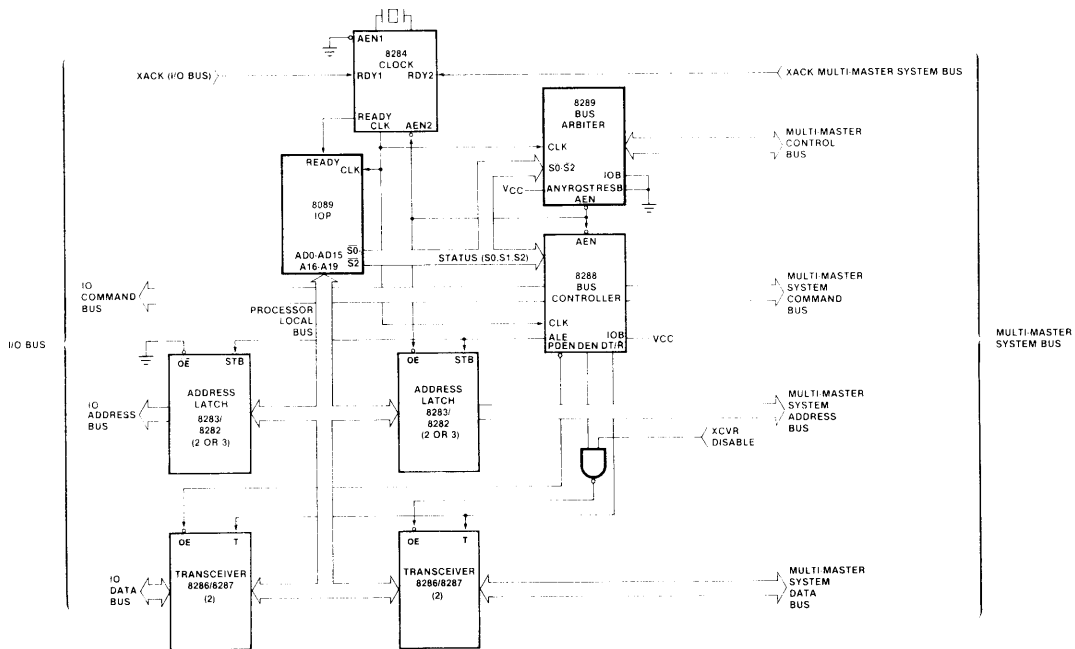 AEN1
8284
CLOCK
XACK (I/O BUS)
RDY1 RDY2
XACK MULTI-MASTER SYSTEM BUS
READY
CLK AEN2
8289
BUS
ARBITER
CLK
S0-S2
IOB
VCC
ANYRQSTRESB
AEN
MULTI-MASTER
CONTROL
BUS
READY
CLK
8089
IOP
S0
AD0-AD15
A16-A19
S2
STATUS (S0,S1,S2)
AEN
8288
BUS
CONTROLLER
CLK
ALE IOB
PDEN DEN DT/R
VCC
IO
COMMAND
BUS
PROCESSOR
LOCAL
BUS
MULTI-MASTER
SYSTEM
COMMAND
BUS
I/O BUS
MULTI-MASTER
SYSTEM BUS
OE STB
ADDRESS
LATCH
8283/
8282
(2 OR 3)
OE STB
ADDRESS
LATCH
8283/
8282
(2 OR 3)
IO
ADDRESS
BUS
MULTI-MASTER
SYSTEM
ADDRESS
BUS
XCVR
DISABLE
OE T
TRANSCEIVER
8286/8287
(2)
OE T
TRANSCEIVER
8286/8287
(2)
IO
DATA
BUS
MULTI-MASTER
SYSTEM
DATA
BUS